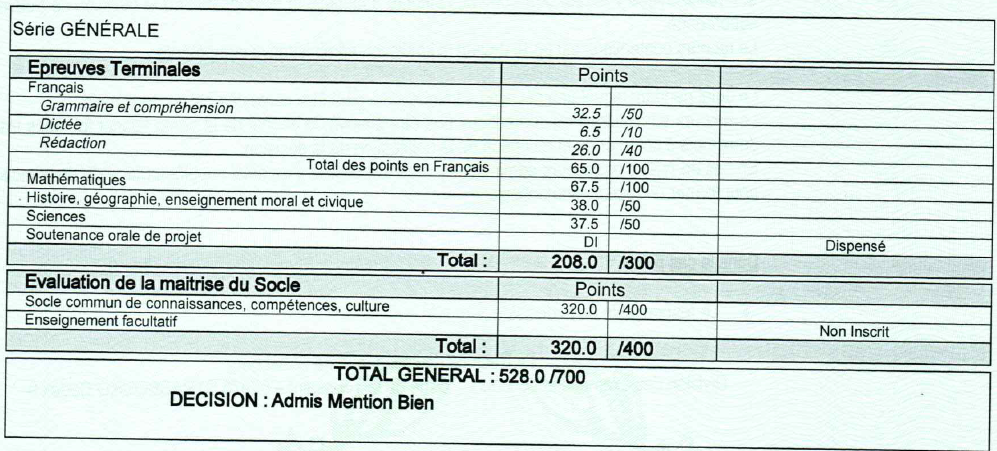 Série GÉNÉRALE
Epreuves Terminales Points
Français
Grammaire et compréhension 32.5 /50
Dictée 6.5 /10
Rédaction 26.0 /40
Total des points en Français 65.0 /100
Mathématiques 67.5 /100
Histoire, géographie, enseignement moral et civique 38.0 /50
Sciences 37.5 /50
Soutenance orale de projet DI Dispensé
Total : 208.0 /300
Evaluation de la maitrise du Socle Points
Socle commun de connaissances, compétences, culture 320.0 /400
Enseignement facultatif Non Inscrit
Total : 320.0 /400
TOTAL GENERAL : 528.0 /700
DECISION : Admis Mention Bien